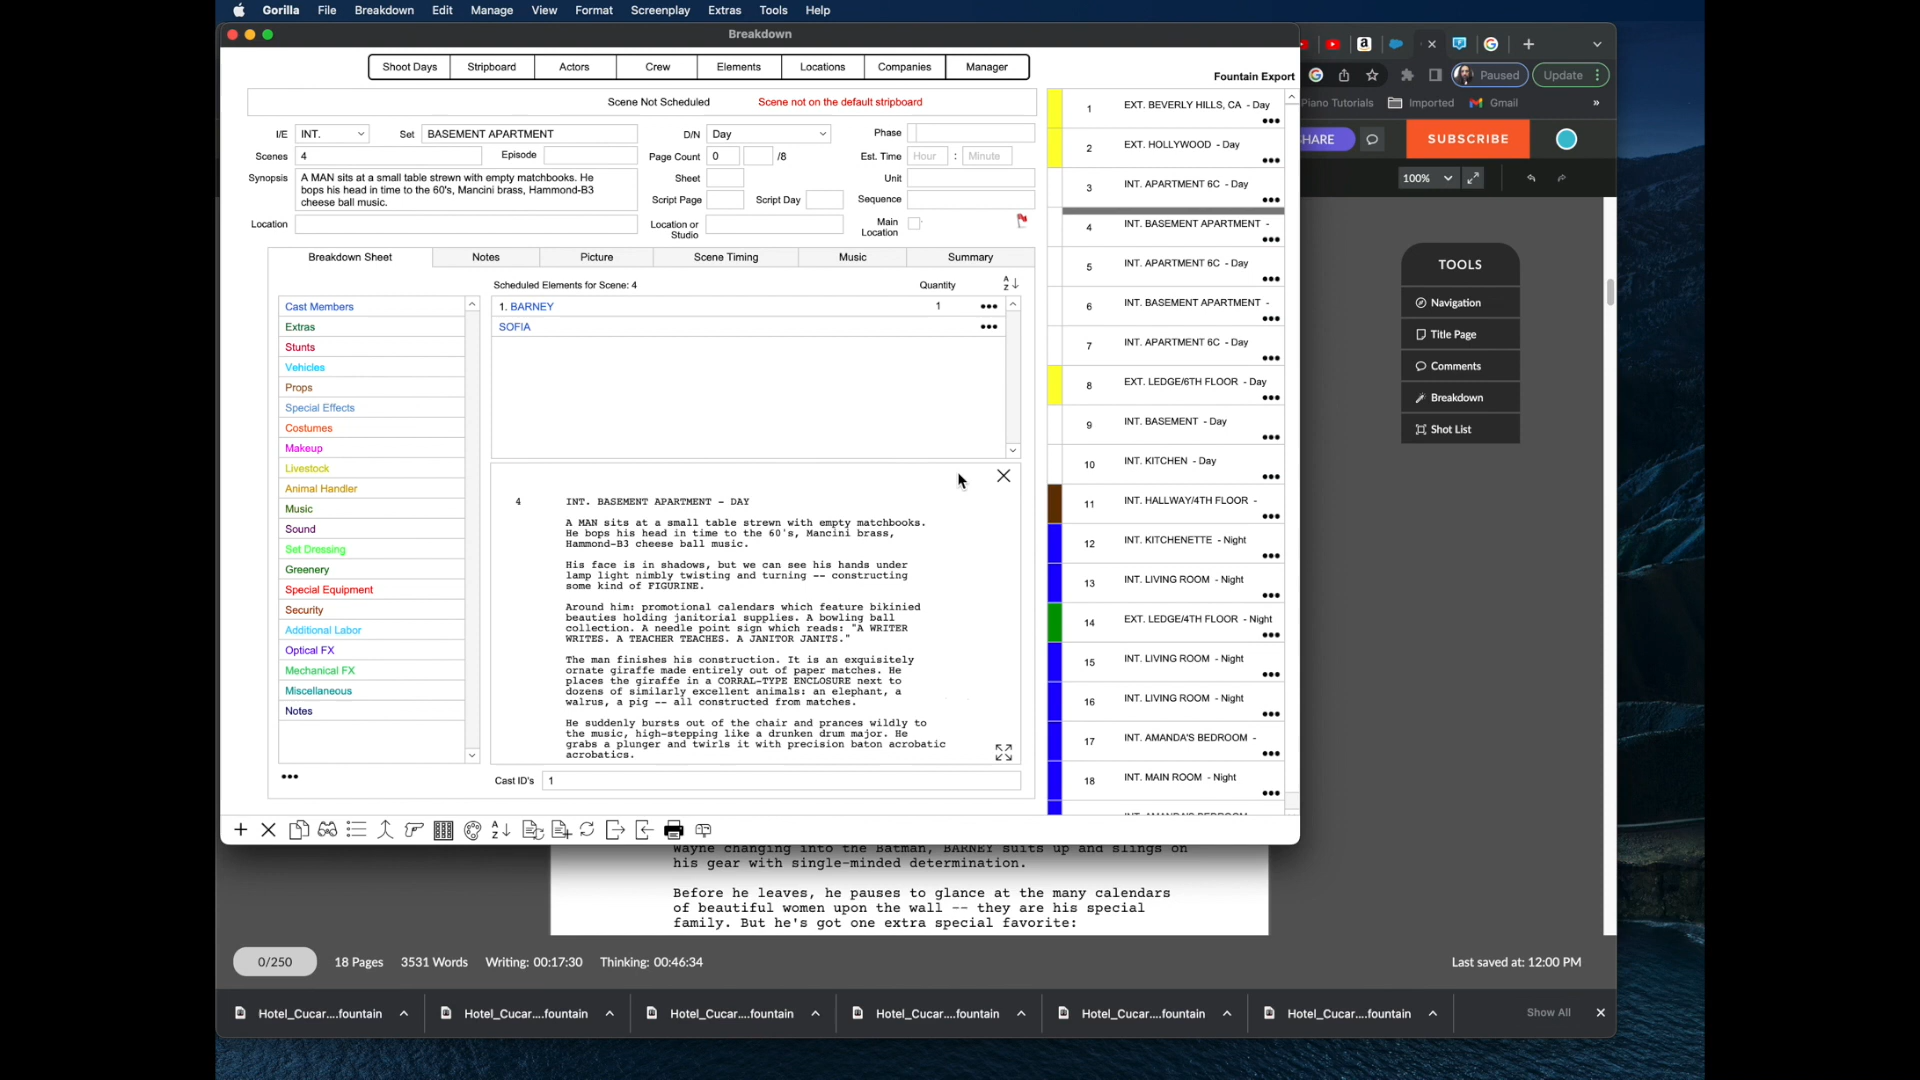 Gorilla File Breakdown Edit Manage View Format Screenplay Extras Tools Help
Breakdown
Shoot Days Stripboard Actors Crew Elements Locations Companies Manager
Fountain Export
Scene Not Scheduled Scene not on the default stripboard
I/E INT. Set BASEMENT APARTMENT D/N Day Phase
Scenes 4 Episode Page Count 0 /8 Est. Time Hour : Minute
Synopsis A MAN sits at a small table strewn with empty matchbooks. He
bops his head in time to the 60's, Mancini brass, Hammond-B3
cheese ball music.
Sheet Unit
Script Page Script Day Sequence
Location Location or
Studio
Main
Location
Breakdown Sheet Notes Picture Scene Timing Music Summary
Scheduled Elements for Scene: 4 Quantity
1. BARNEY 1
SOFIA
Cast Members
Extras
Stunts
Vehicles
Props
Special Effects
Costumes
Makeup
Livestock
Animal Handler
Music
Sound
Set Dressing
Greenery
Special Equipment
Security
Additional Labor
Optical FX
Mechanical FX
Miscellaneous
Notes
4 INT. BASEMENT APARTMENT - DAY
A MAN sits at a small table strewn with empty matchbooks.
He bops his head in time to the 60's, Mancini brass,
Hammond-B3 cheese ball music.
His face is in shadows, but we can see his hands under
lamp light nimbly twisting and turning -- constructing
some kind of FIGURINE.
Around him: promotional calendars which feature bikinied
beauties holding janitorial supplies. A bowling ball
collection. A needle point sign which reads: "A WRITER
WRITES. A TEACHER TEACHES. A JANITOR JANITS."
The man finishes his construction. It is an exquisitely
ornate giraffe made entirely out of paper matches. He
places the giraffe in a CORRAL-TYPE ENCLOSURE next to
dozens of similarly excellent animals: an elephant, a
walrus, a pig -- all constructed from matches.
He suddenly bursts out of the chair and prances wildly to
the music, high-stepping like a drunken drum major. He
grabs a plunger and twirls it with precision baton acrobatic
acrobatics.
Cast ID's 1
1 EXT. BEVERLY HILLS, CA - Day
2 EXT. HOLLYWOOD - Day
3 INT. APARTMENT 6C - Day
4 INT. BASEMENT APARTMENT -
5 INT. APARTMENT 6C - Day
6 INT. BASEMENT APARTMENT -
7 INT. APARTMENT 6C - Day
8 EXT. LEDGE/6TH FLOOR - Day
9 INT. BASEMENT - Day
10 INT. KITCHEN - Day
11 INT. HALLWAY/4TH FLOOR -
12 INT. KITCHENETTE - Night
13 INT. LIVING ROOM - Night
14 EXT. LEDGE/4TH FLOOR - Night
15 INT. LIVING ROOM - Night
16 INT. LIVING ROOM - Night
17 INT. AMANDA'S BEDROOM -
18 INT. MAIN ROOM - Night
Paused Update
Piano Tutorials Imported Gmail »
HARE SUBSCRIBE
100%
TOOLS
Navigation
Title Page
Comments
Breakdown
Shot List
Wayne changing into the Batman, BARNEY suits up and slings on
his gear with single-minded determination.
Before he leaves, he pauses to glance at the many calendars
of beautiful women upon the wall -- they are his special
family. But he's got one extra special favorite:
0/250 18 Pages 3531 Words Writing: 00:17:30 Thinking: 00:46:34 Last saved at: 12:00 PM
Hotel_Cucar....fountain Hotel_Cucar....fountain Hotel_Cucar....fountain Hotel_Cucar....fountain Hotel_Cucar....fountain Hotel_Cucar....fountain Show All